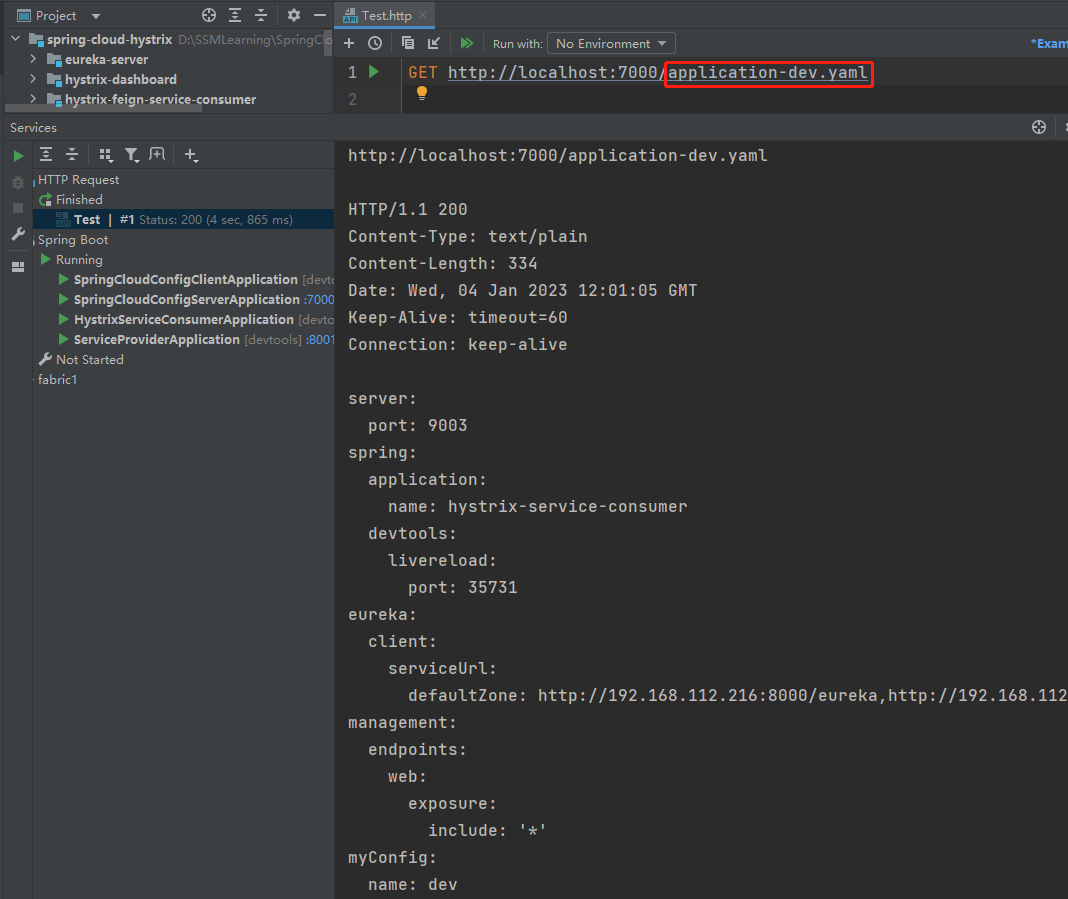 Project
Test.http
spring-cloud-hystrix D:\SSMLearning\SpringClo
eureka-server
hystrix-dashboard
hystrix-feign-service-consumer
Run with: No Environment
*Exam
1 GET http://localhost:7000/application-dev.yaml
2
Services
HTTP Request
Finished
Test | #1 Status: 200 (4 sec, 865 ms)
Spring Boot
Running
SpringCloudConfigClientApplication [devto
SpringCloudConfigServerApplication :7000
HystrixServiceConsumerApplication [devto
ServiceProviderApplication [devtools] :8001
Not Started
fabric1
http://localhost:7000/application-dev.yaml
HTTP/1.1 200
Content-Type: text/plain
Content-Length: 334
Date: Wed, 04 Jan 2023 12:01:05 GMT
Keep-Alive: timeout=60
Connection: keep-alive
server:
  port: 9003
spring:
  application:
    name: hystrix-service-consumer
  devtools:
    livereload:
      port: 35731
eureka:
  client:
    serviceUrl:
      defaultZone: http://192.168.112.216:8000/eureka,http://192.168.112
management:
  endpoints:
    web:
      exposure:
        include: '*'
myConfig:
  name: dev